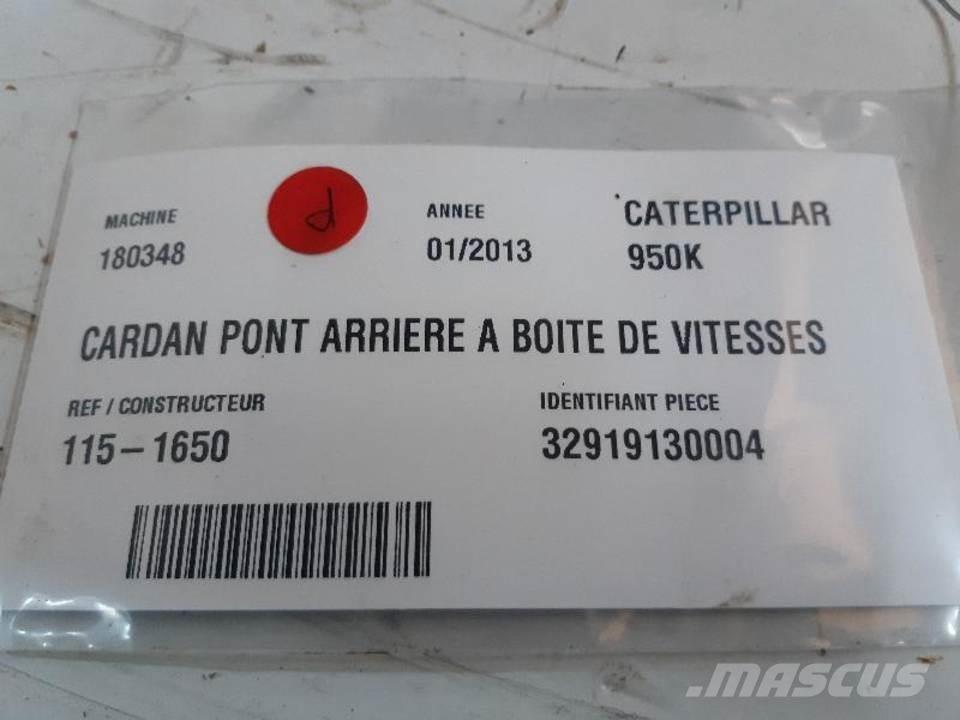 MACHINE
180348
d
ANNEE
01/2013
CATERPILLAR
950K
CARDAN PONT ARRIERE A BOITE DE VITESSES
REF / CONSTRUCTEUR
115-1650
IDENTIFIANT PIECE
32919130004
MASCUS